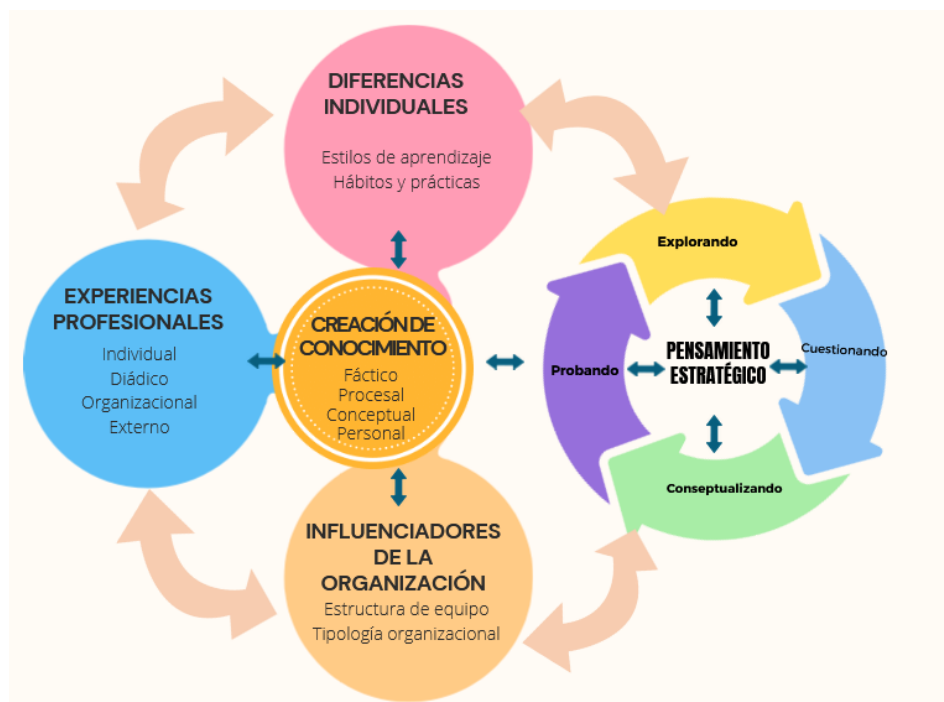 DIFERENCIAS
INDIVIDUALES
Estilos de aprendizaje
Hábitos y prácticas
EXPERIENCIAS
PROFESIONALES
Individual
Diádico
Organizacional
Externo
CREACIÓN DE
CONOCIMIENTO
Fáctico
Procesal
Conceptual
Personal
INFLUENCIADORES
DE LA
ORGANIZACIÓN
Estructura de equipo
Tipología organizacional
Explorando
Cuestionando
PENSAMIENTO
ESTRATÉGICO
Probando
Conseptualizando